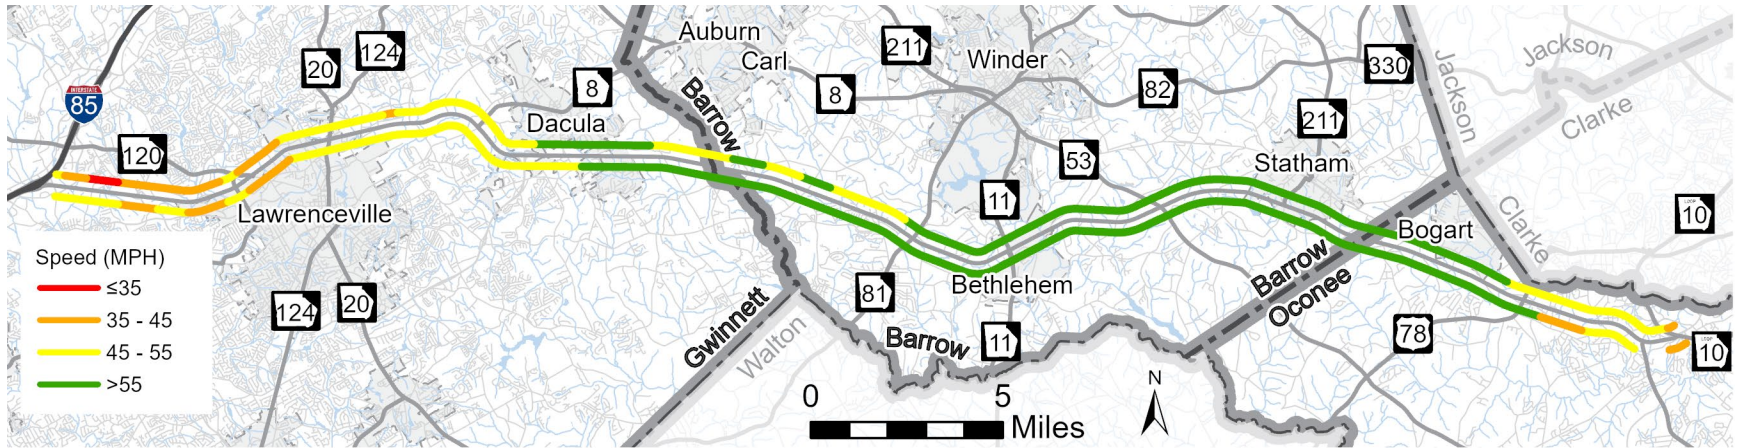 Auburn
Carl
Winder
Jackson
Jackson
Clarke
Clarke
124
20
8
8
211
82
330
211
INTERSTATE
85
120
Dacula
Barrow
53
Statham
11
10
Lawrenceville
Bogart
Bethlehem
Barrow
Oconee
81
124
20
Gwinnett
Walton
Barrow
11
78
10
Speed (MPH)
≤35
35 - 45
45 - 55
>55
0 5
Miles
N